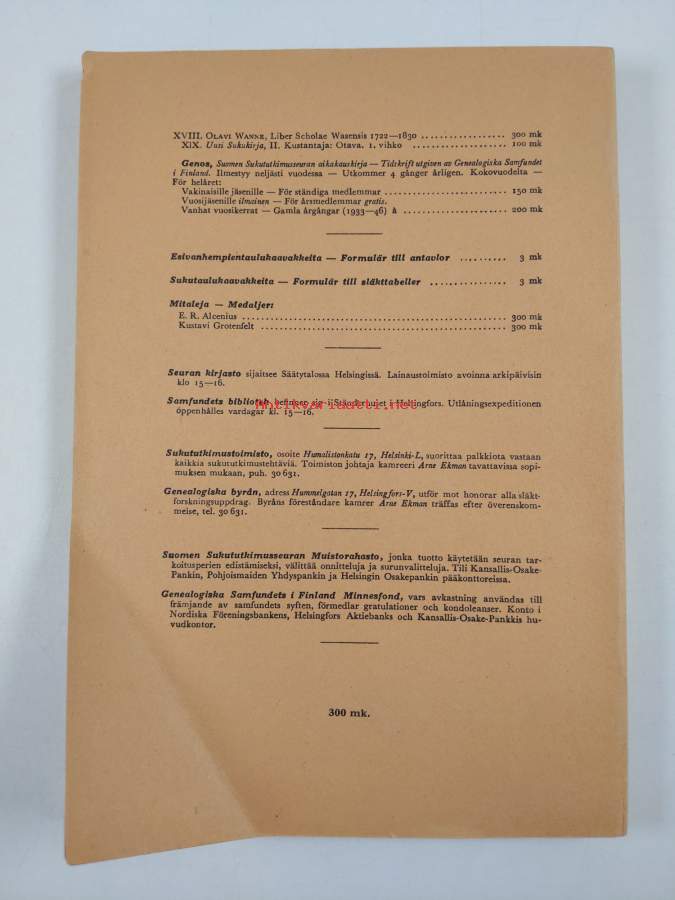 XVIII. OLAVI WANNE, Liber Scholae Wasensis 1722—1830 .................. 300 mk
XIX. Uusi Sukukirja, II. Kustantaja: Otava. 1. vihko ................ 100 mk
Genos, Suomen Sukututkimusseuran aikakauskirja — Tidskrift utgiven av Genealogiska Samfundet
i Finland. Ilmestyy neljästi vuodessa — Utkommer 4 gånger årligen. Kokovuodelta —
För helåret:
Vakinaisille jäsenille — För ständiga medlemmar .......................... 150 mk
Vuosijäsenille ilmainen — För årsmedlemmar gratis.
Vanhat vuosikerrat — Gamla årgångar (1933—46) à ...................... 200 mk
Esivanhempientaulukaavakkeita — Formulär till antavlor .......... 3 mk
Sukutaulukaavakkeita — Formulär till släkttabeller ................ 3 mk
Mitaleja — Medaljer:
E. R. Alcenius ........................................................ 300 mk
Kustavi Grotenfelt .................................................... 300 mk
Seuran kirjasto sijaitsee Säätytalossa Helsingissä. Lainaustoimisto avoinna arkipäivisin
klo 15—16.
Samfundets bibliotek befinner sig i Ständerhuset i Helsingfors. Utlåningsexpeditionen
öppenhålles vardagar kl. 15—16.
antikvariaatti.net
Sukututkimustoimisto, osoite Humalistonkatu 17, Helsinki-L, suorittaa palkkiota vastaan
kaikkia sukututkimustehtäviä. Toimiston johtaja kamreeri Arne Ekman tavattavissa sopi-
muksen mukaan, puh. 30 631.
Genealogiska byrån, adress Hummelgatan 17, Helsingfors-V, utför mot honorar alla släkt-
forskningsuppdrag. Byråns föreståndare kamrer Arne Ekman träffas efter överenskom-
melse, tel. 30 631.
Suomen Sukututkimusseuran Muistorahasto, jonka tuotto käytetään seuran tar-
koitusperien edistämiseksi, välittää onnitteluja ja surunvalitteluja. Tili Kansallis-Osake-
Pankin, Pohjoismaiden Yhdyspankin ja Helsingin Osakepankin pääkonttoreissa.
Genealogiska Samfundets i Finland Minnesfond, vars avkastning användas till
främjande av samfundets syften, förmedlar gratulationer och kondoleanser. Konto i
Nordiska Föreningsbankens, Helsingfors Aktiebanks och Kansallis-Osake-Pankkis hu-
vudkontor.
300 mk.